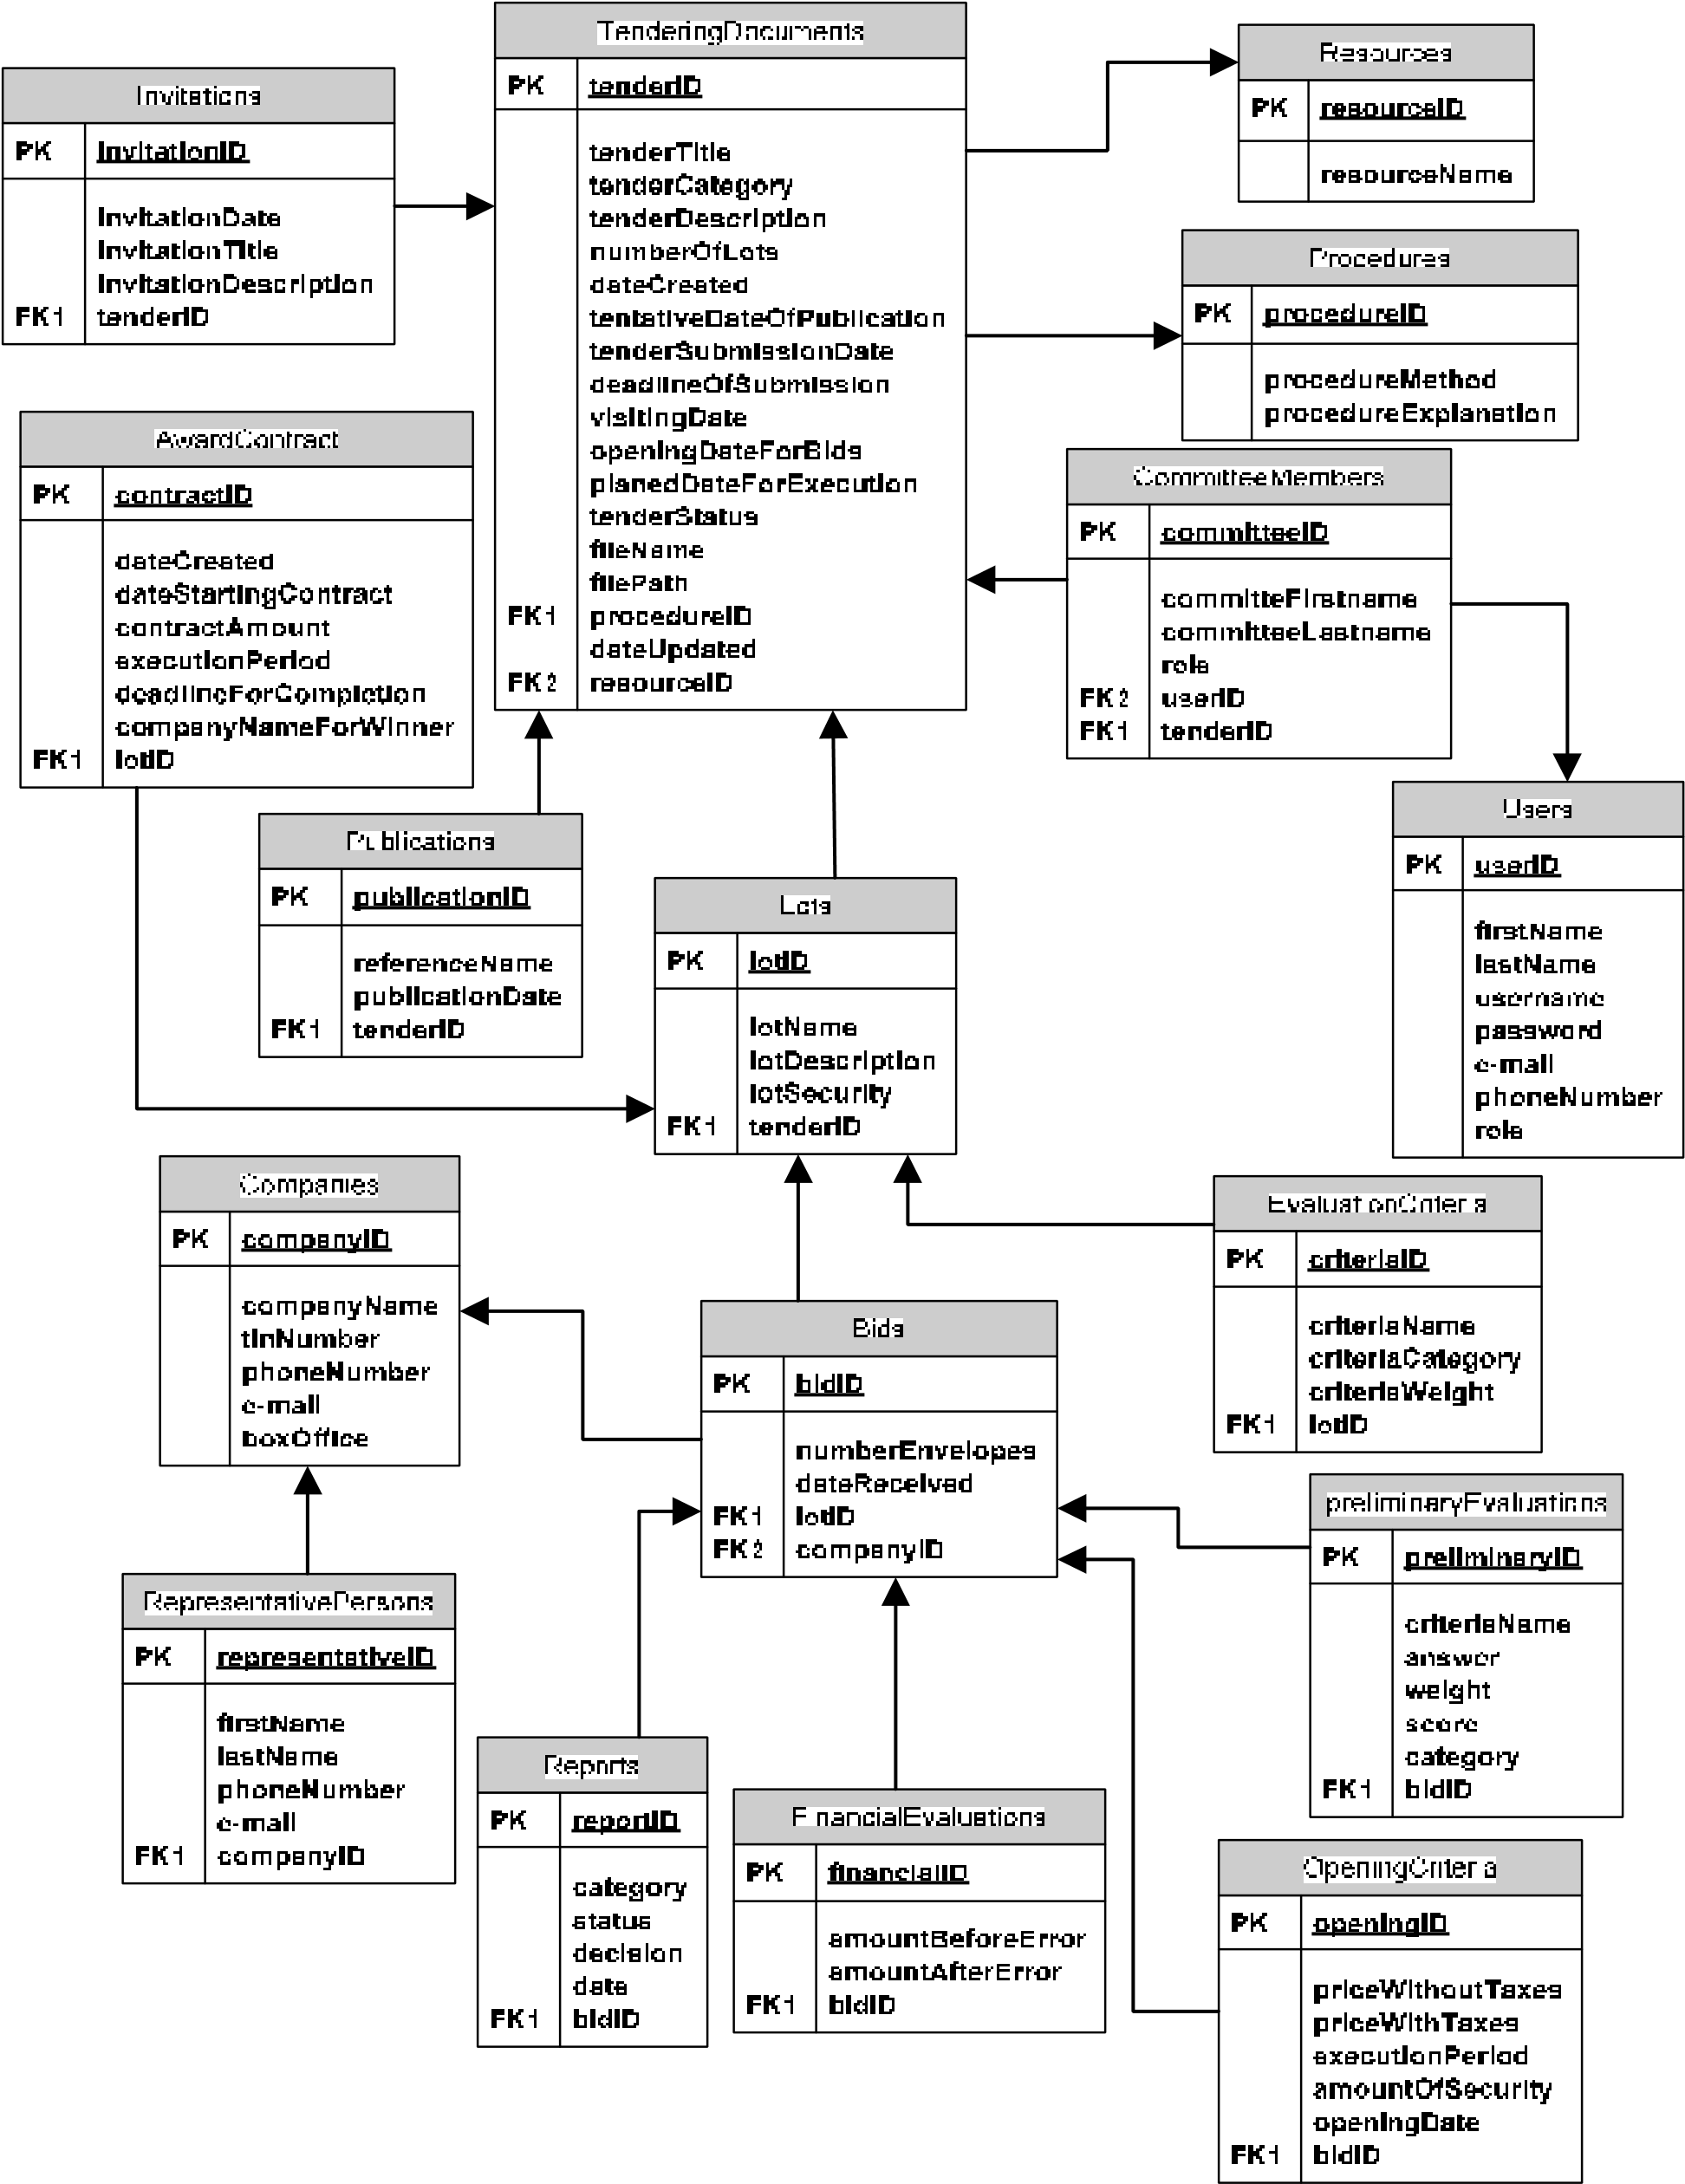 TenderingDocuments
PK tenderID
tenderTitle
tenderCategory
tenderDescription
numberOfLots
dateCreated
tentativeDateOfPublication
tenderSubmissionDate
deadlineOfSubmission
visitingDate
openingDateForBids
planedDateForExecution
tenderStatus
fileName
filePath
FK1 procedureID
dateUpdated
FK2 resourceID
Resources
PK resourceID
resourceName
Invitations
PK InvitationID
InvitationDate
InvitationTitle
InvitationDescription
FK1 tenderID
Procedures
PK procedureID
procedureMethod
procedureExplanation
AwardContract
PK contractID
dateCreated
dateStartingContract
contractAmount
executionPeriod
deadlineForCompletion
companyNameForWinner
FK1 lotID
CommitteeMembers
PK committeeID
committeFirstname
committeeLastname
role
FK2 userID
FK1 tenderID
Users
PK userID
firstName
lastName
username
password
e-mail
phoneNumber
role
Publications
PK publicationID
referenceName
publicationDate
FK1 tenderID
Lots
PK lotID
lotName
lotDescription
lotSecurity
FK1 tenderID
Companies
PK companyID
companyName
tinNumber
phoneNumber
e-mail
boxOffice
EvaluationCriteria
PK criteriaID
criteriaName
criteriaCategory
criteriaWeight
FK1 lotID
Bids
PK bidID
numberEnvelopes
dateReceived
FK1 lotID
FK2 companyID
preliminaryEvaluations
PK preliminaryID
criteriaName
answer
weight
score
category
FK1 bidID
RepresentativePersons
PK representativeID
firstName
lastName
phoneNumber
e-mail
FK1 companyID
Reports
PK reportID
category
status
decision
date
FK1 bidID
FinancialEvaluations
PK financialID
amountBeforeError
amountAfterError
FK1 bidID
OpeningCriteria
PK openingID
priceWithoutTaxes
priceWithTaxes
executionPeriod
amountOfSecurity
openingDate
FK1 bidID